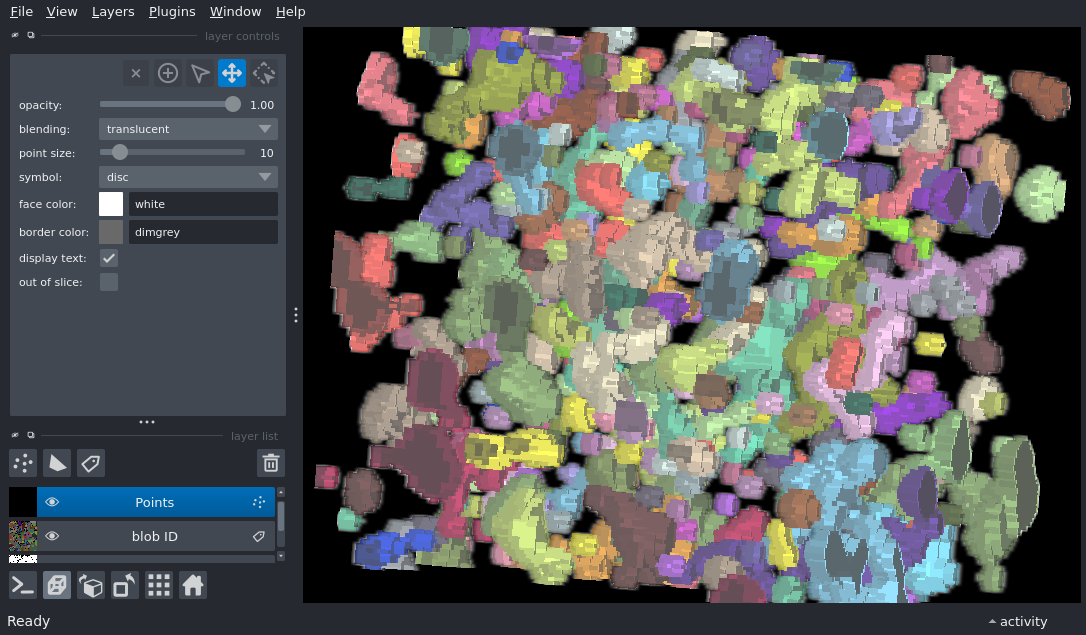 File View Layers Plugins Window Help
layer controls
opacity: 1.00
blending: translucent
point size: 10
symbol: disc
face color: white
border color: dimgrey
display text:
out of slice:
layer list
Points
blob ID
Ready
activity